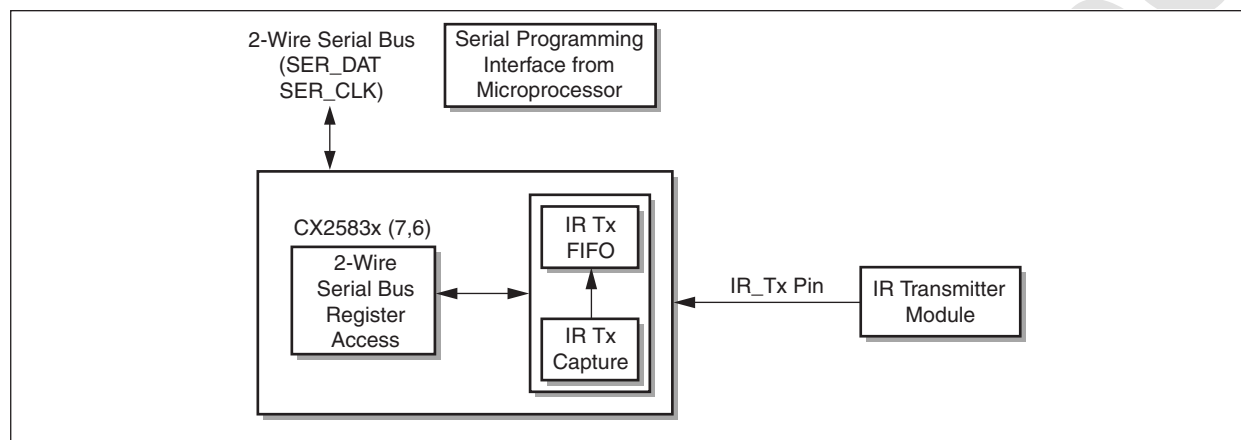 2-Wire Serial Bus
(SER_DAT
SER_CLK)
Serial Programming
Interface from
Microprocessor
CX2583x (7,6)
2-Wire
Serial Bus
Register
Access
IR Tx
FIFO
IR Tx
Capture
IR_Tx Pin
IR Transmitter
Module